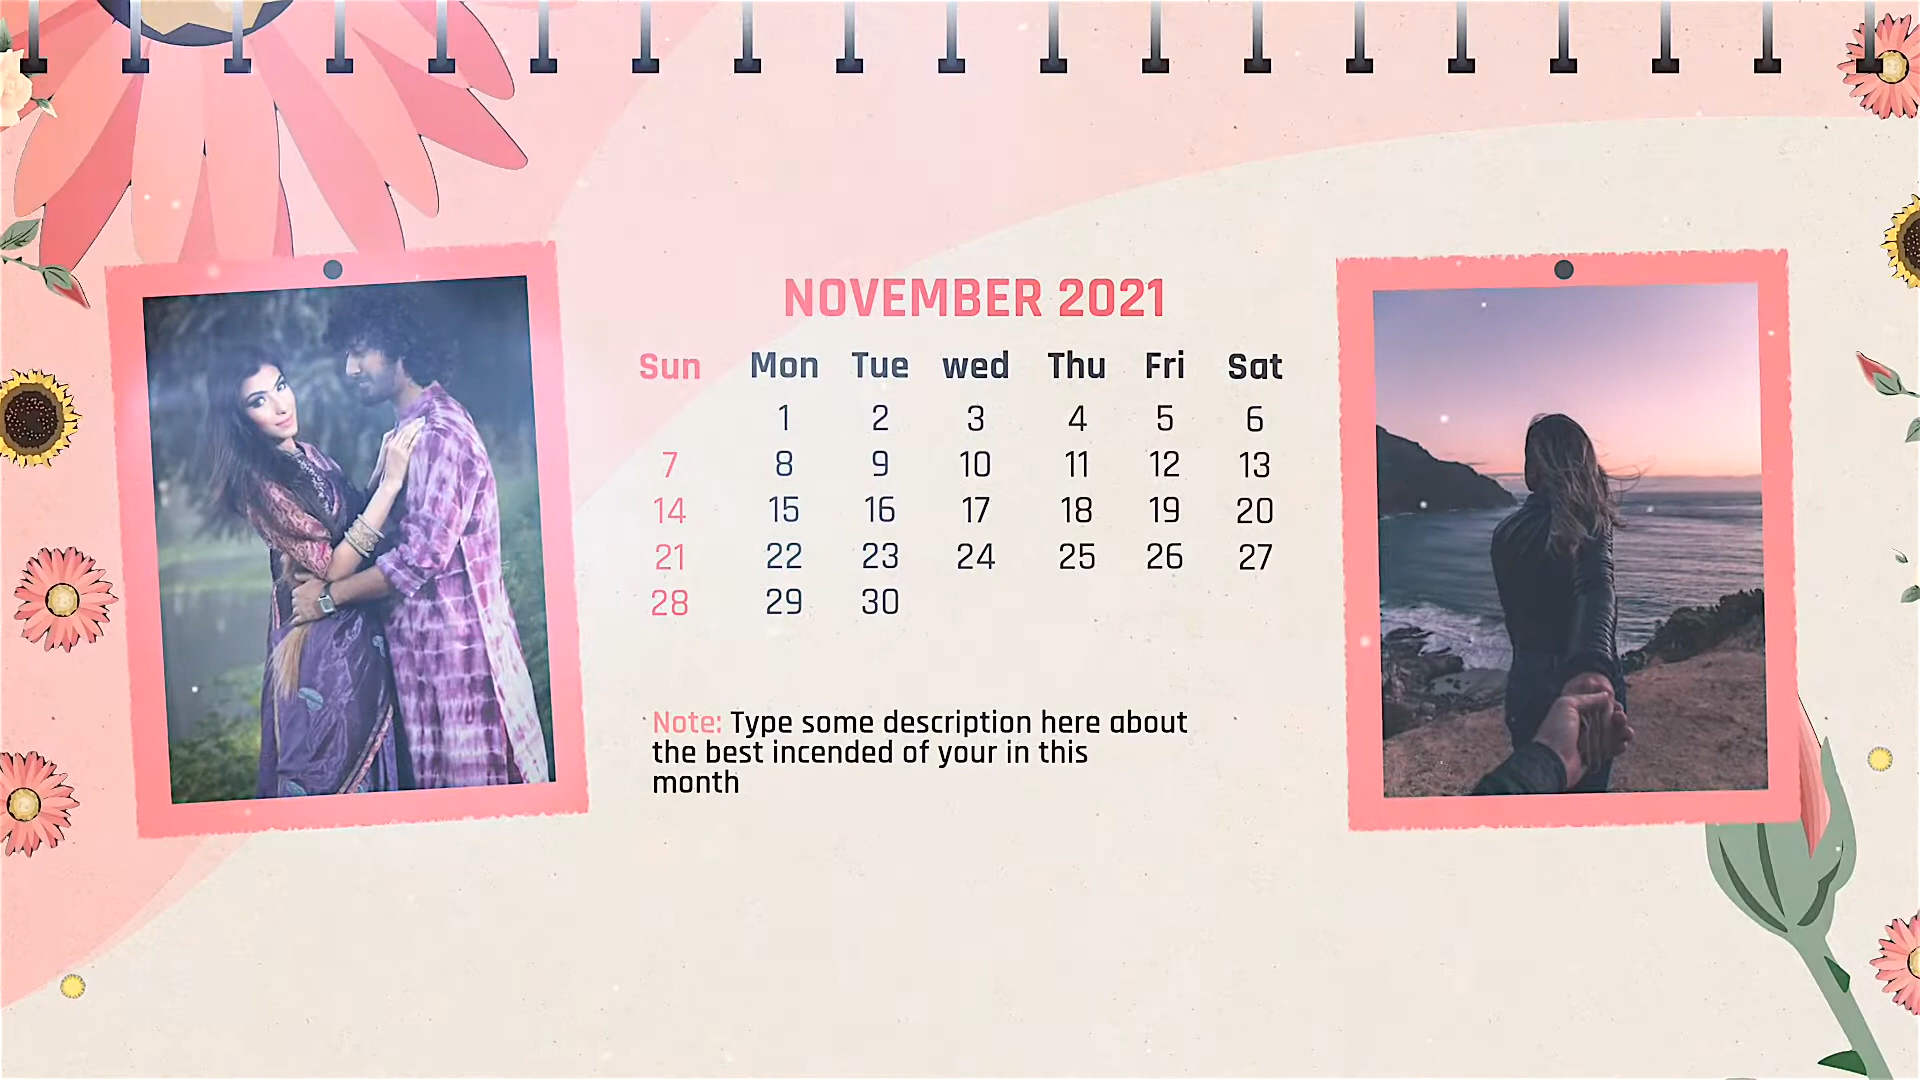 NOVEMBER 2021
Sun Mon Tue wed Thu Fri Sat
1 2 3 4 5 6
7 8 9 10 11 12 13
14 15 16 17 18 19 20
21 22 23 24 25 26 27
28 29 30
Note: Type some description here about
the best incended of your in this
month